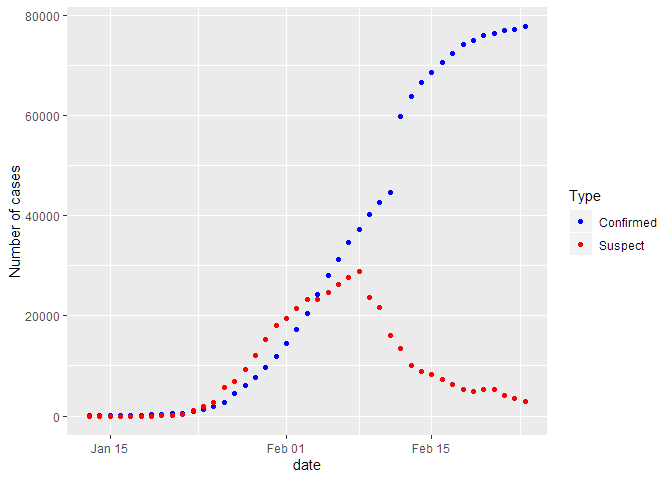 80000
60000
40000
20000
0
Number of cases
Jan 15
Feb 01
Feb 15
date
Type
Confirmed
Suspect